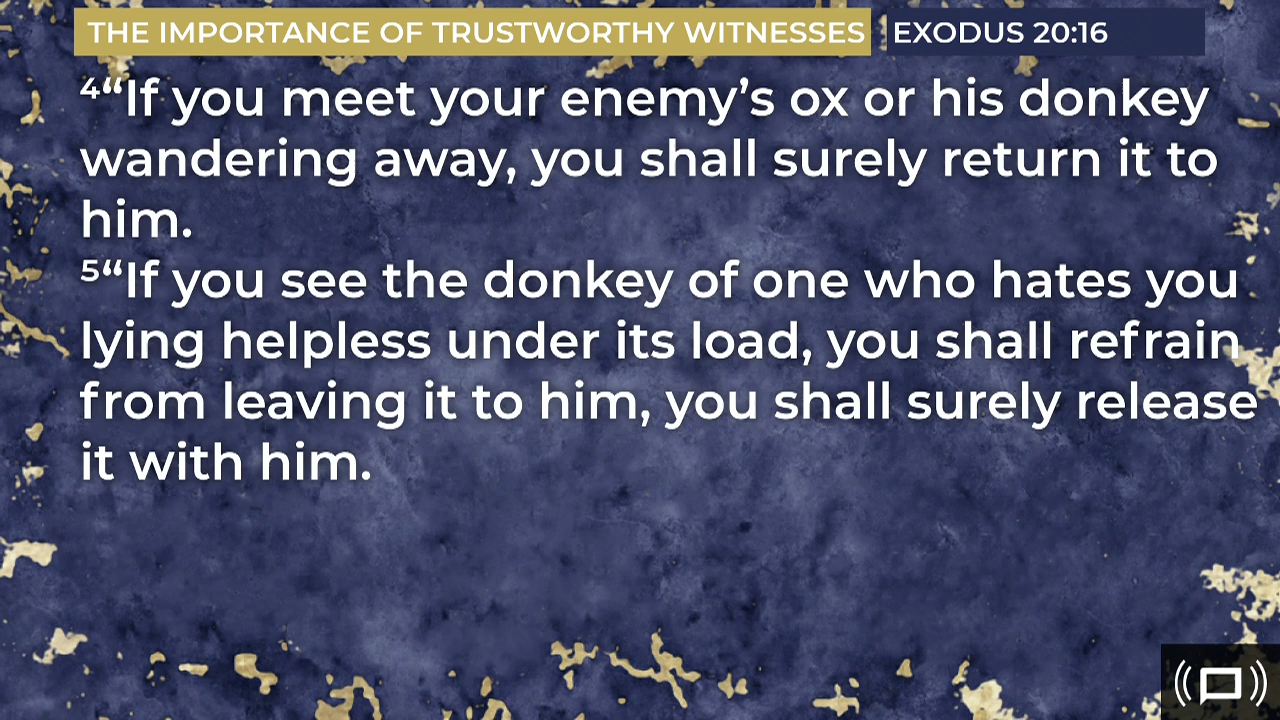 THE IMPORTANCE OF TRUSTWORTHY WITNESSES EXODUS 20:16
⁴“If you meet your enemy’s ox or his donkey
wandering away, you shall surely return it to
him.
⁵“If you see the donkey of one who hates you
lying helpless under its load, you shall refrain
from leaving it to him, you shall surely release
it with him.